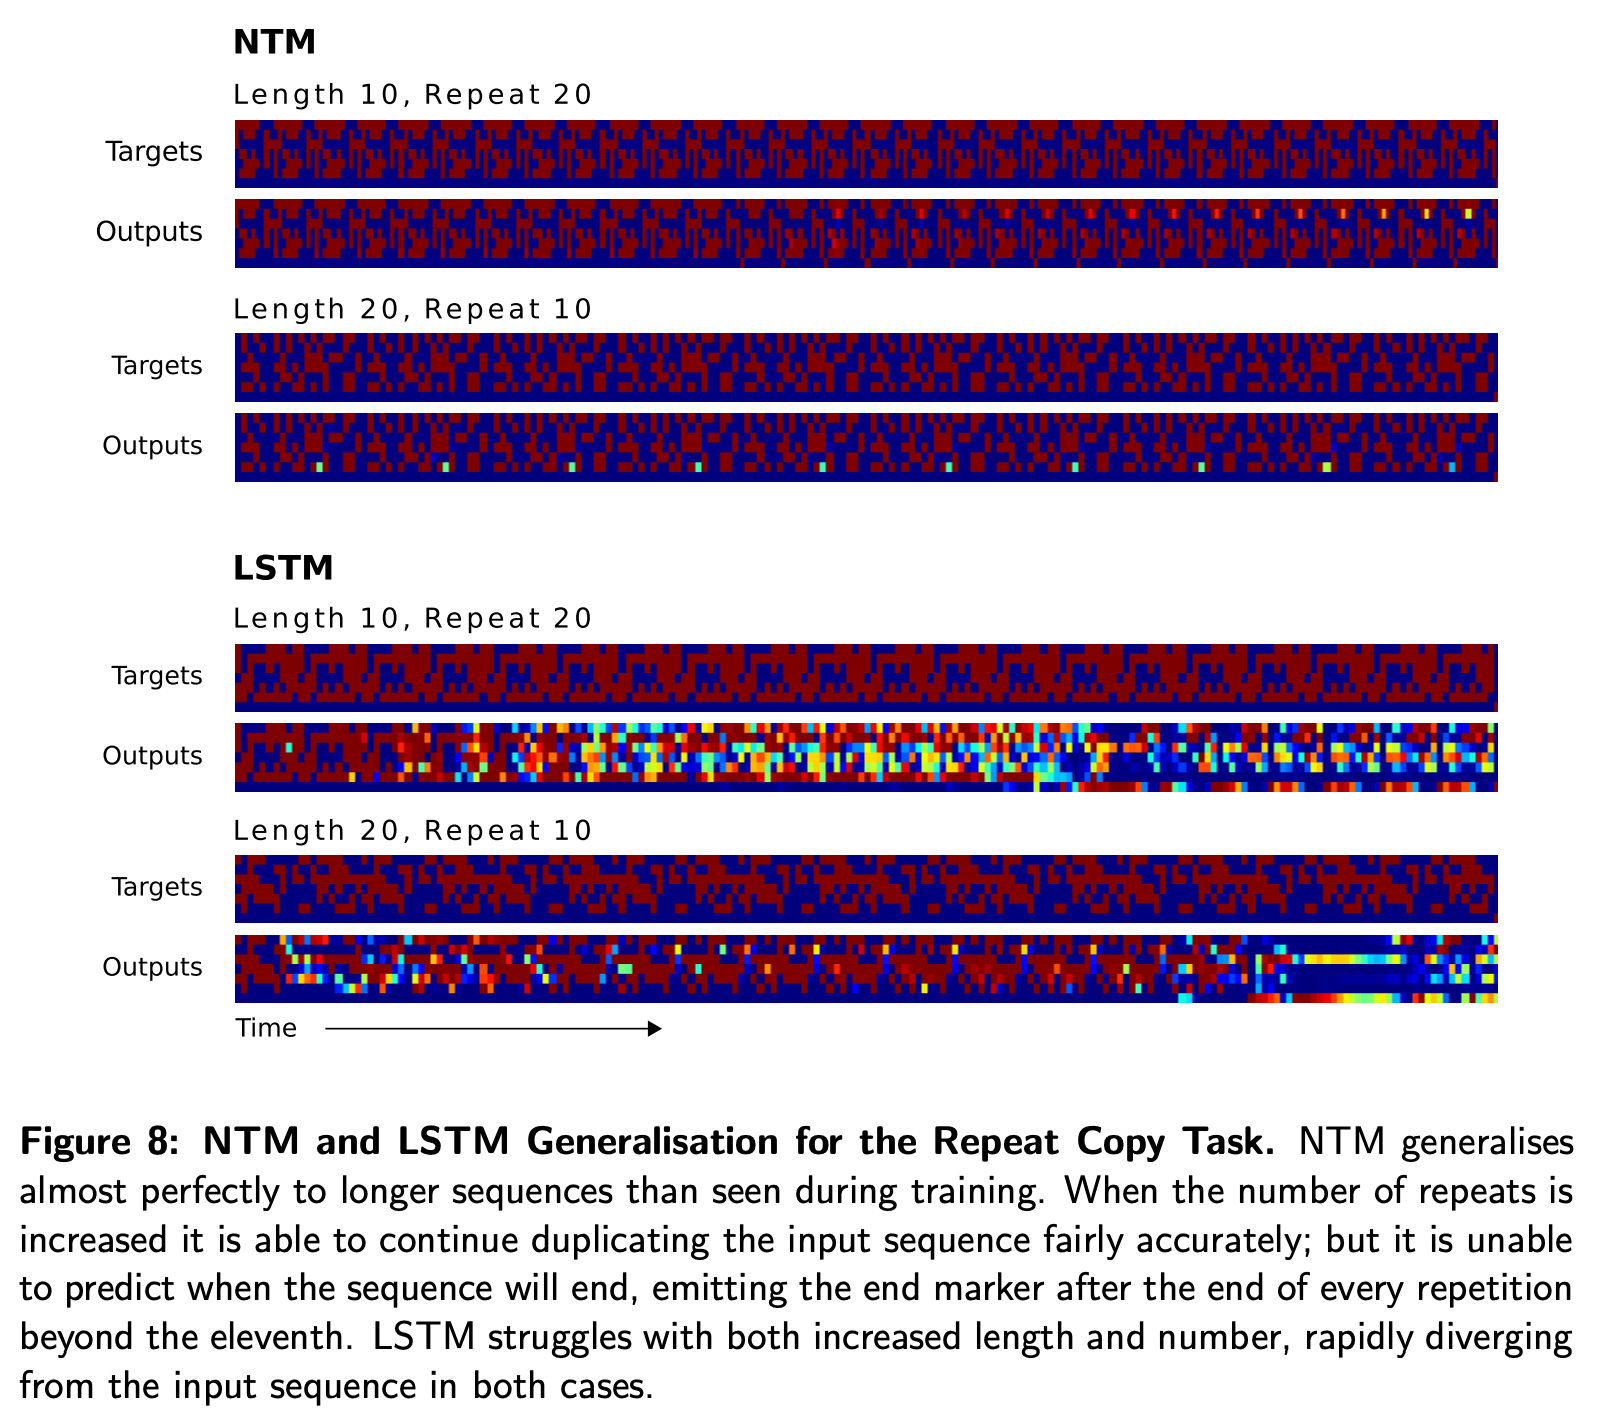 NTM
Length 10, Repeat 20
Targets
Outputs
Length 20, Repeat 10
Targets
Outputs
LSTM
Length 10, Repeat 20
Targets
Outputs
Length 20, Repeat 10
Targets
Outputs
Time
Figure 8: NTM and LSTM Generalisation for the Repeat Copy Task. NTM generalises
almost perfectly to longer sequences than seen during training. When the number of repeats is
increased it is able to continue duplicating the input sequence fairly accurately; but it is unable
to predict when the sequence will end, emitting the end marker after the end of every repetition
beyond the eleventh. LSTM struggles with both increased length and number, rapidly diverging
from the input sequence in both cases.